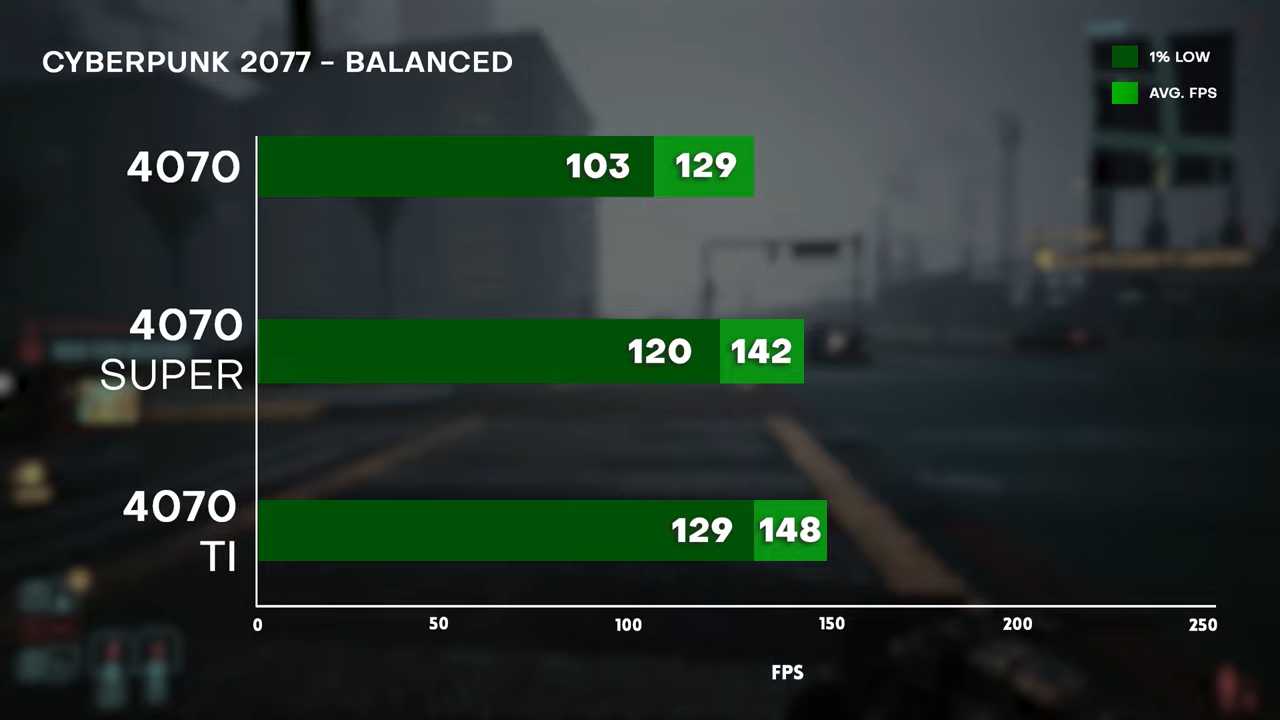 CYBERPUNK 2077 – BALANCED
1% LOW
AVG. FPS
4070
103
129
4070
SUPER
120
142
4070
TI
129
148
0
50
100
150
200
250
FPS